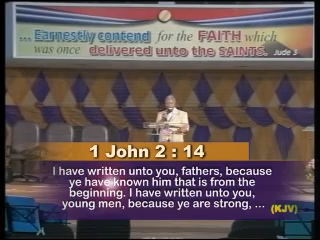 ... Earnestly contend for the FAITH which
was once delivered unto the SAINTS. Jude 3
1 John 2 : 14
I have written unto you, fathers, because
ye have known him that is from the
beginning. I have written unto you,
young men, because ye are strong, ...
(KJV)